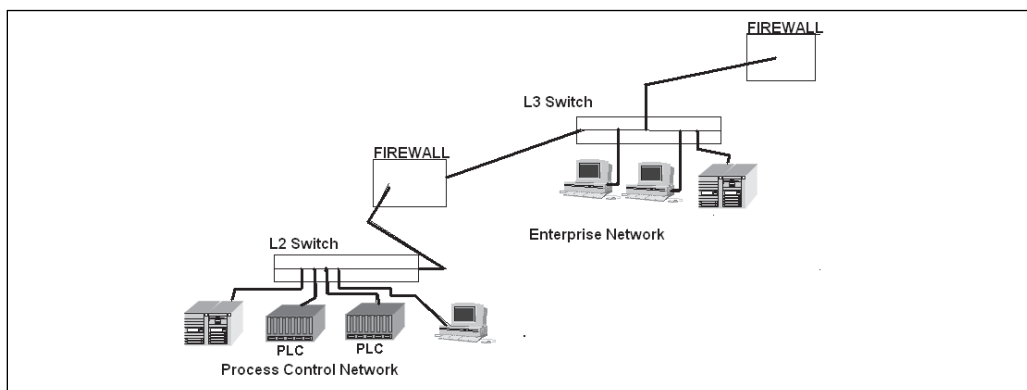 FIREWALL
L3 Switch
FIREWALL
Enterprise Network
L2 Switch
PLC
PLC
Process Control Network